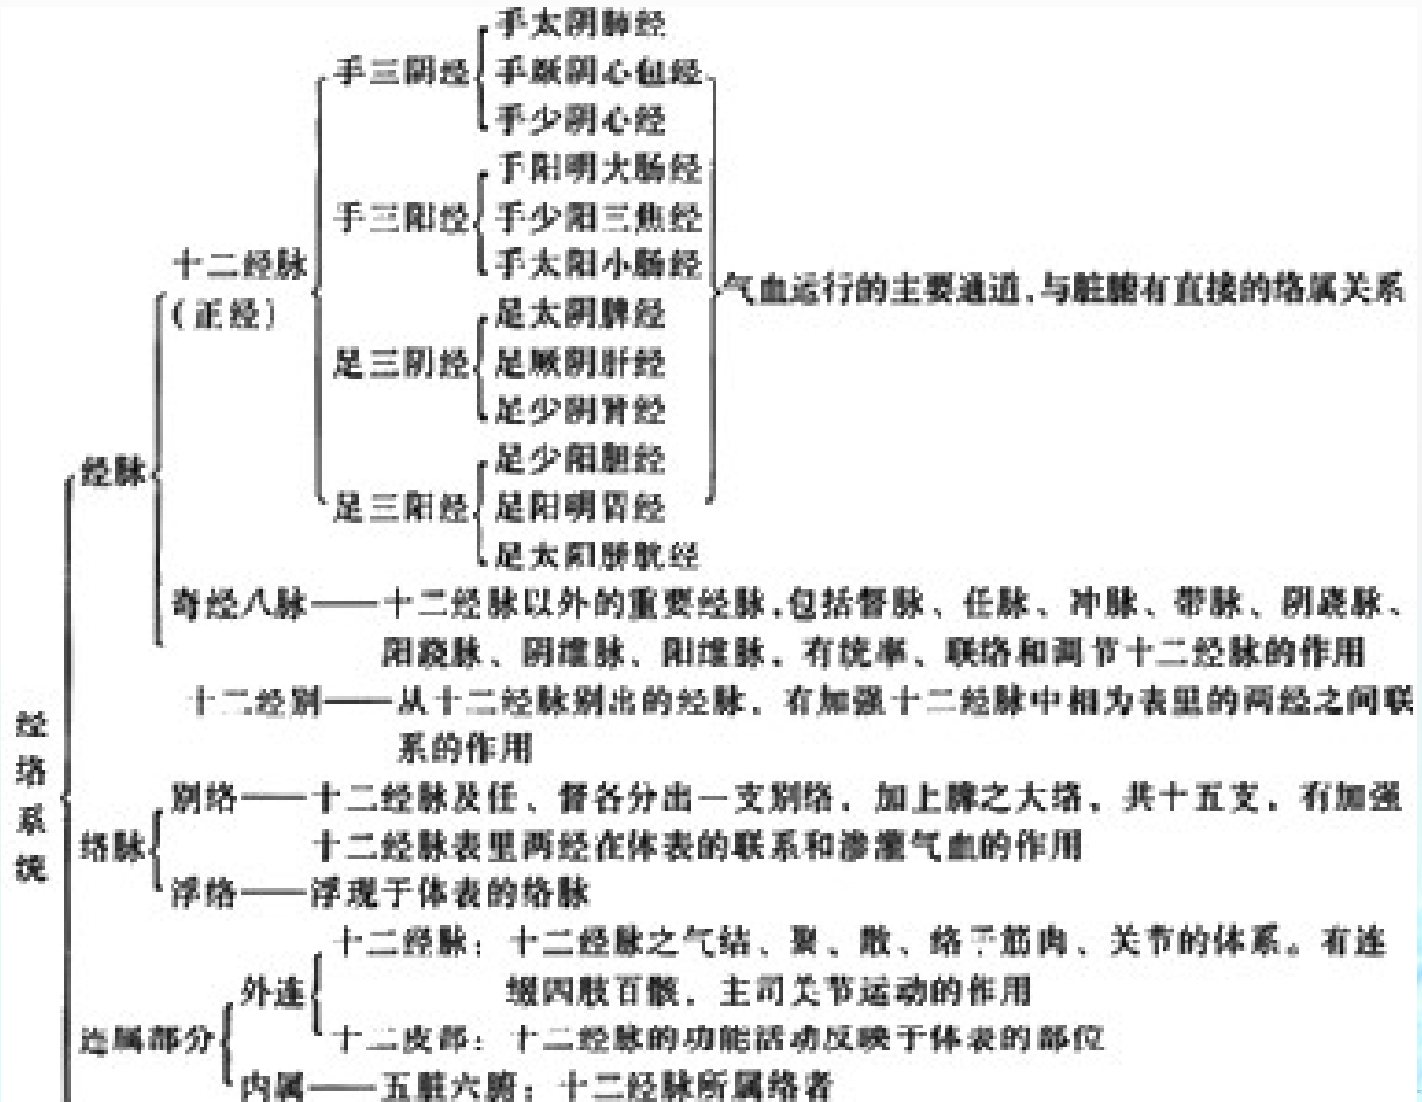 手太阴肺经
手三阴经
手厥阴心包经
手少阴心经
手阳明大肠经
手三阳经
手少阳三焦经
手太阳小肠经
十二经脉
(正经)
气血运行的主要通道,与脏腑有直接的络属关系
足太阴脾经
足三阴经
足厥阴肝经
足少阴肾经
足少阳胆经
足三阳经
足阳明胃经
足太阳膀胱经
经脉
奇经八脉——十二经脉以外的重要经脉,包括督脉、任脉、冲脉、带脉、阴跷脉、
阳跷脉、阴维脉、阳维脉,有统率、联络和调节十二经脉的作用
十二经别——从十二经脉别出的经脉,有加强十二经脉中相为表里的两经之间联
系的作用
经络系统
别络——十二经脉及任、督各分出一支别络,加上脾之大络,共十五支,有加强
十二经脉表里两经在体表的联系和渗灌气血的作用
络脉
浮络——浮现于体表的络脉
十二经脉:十二经脉之气结、聚、散、络于筋肉、关节的体系。有连
缀四肢百骸,主司关节运动的作用
外连
十二皮部:十二经脉的功能活动反映于体表的部位
连属部分
内属——五脏六腑:十二经脉所属络者